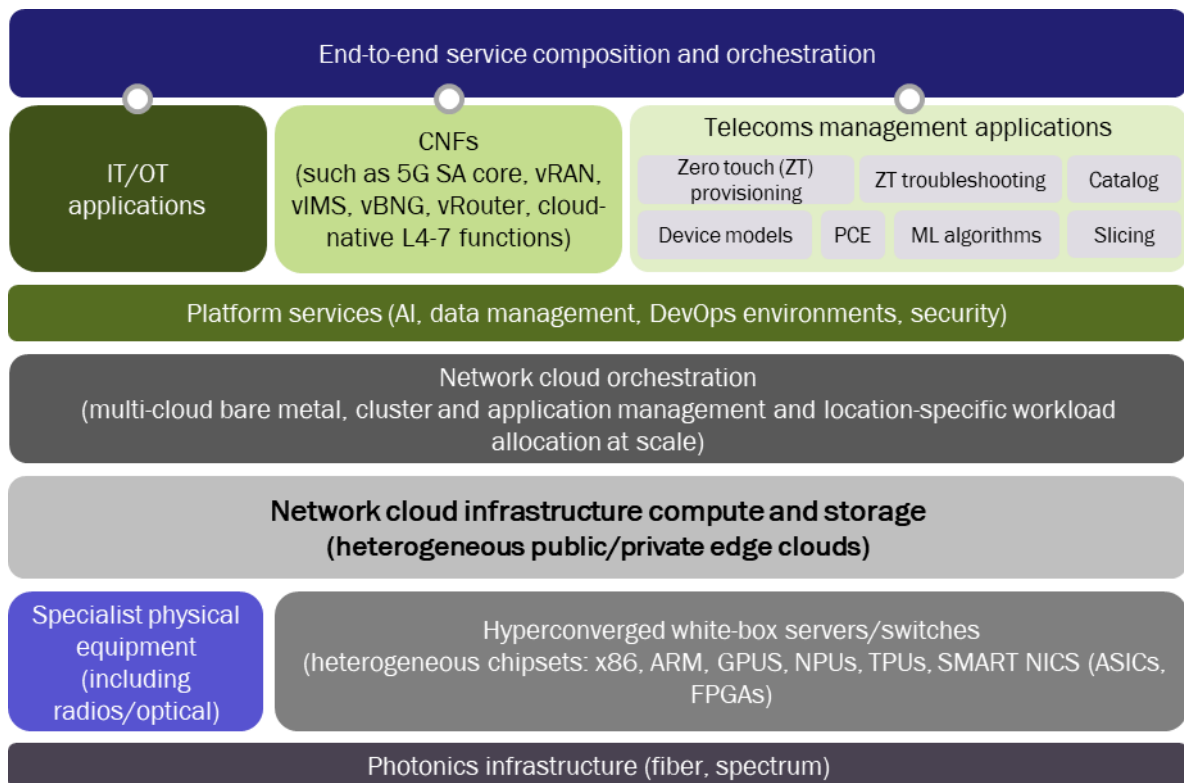 End-to-end service composition and orchestration
IT/OT
applications
CNFs
(such as 5G SA core, vRAN,
vIMS, vBNG, vRouter, cloud-
native L4-7 functions)
Telecoms management applications
Zero touch (ZT)
provisioning
ZT troubleshooting
Catalog
Device models
PCE
ML algorithms
Slicing
Platform services (AI, data management, DevOps environments, security)
Network cloud orchestration
(multi-cloud bare metal, cluster and application management and location-specific workload
allocation at scale)
Network cloud infrastructure compute and storage
(heterogeneous public/private edge clouds)
Specialist physical
equipment
(including
radios/optical)
Hyperconverged white-box servers/switches
(heterogeneous chipsets: x86, ARM, GPUS, NPUs, TPUs, SMART NICS (ASICs,
FPGAs)
Photonics infrastructure (fiber, spectrum)